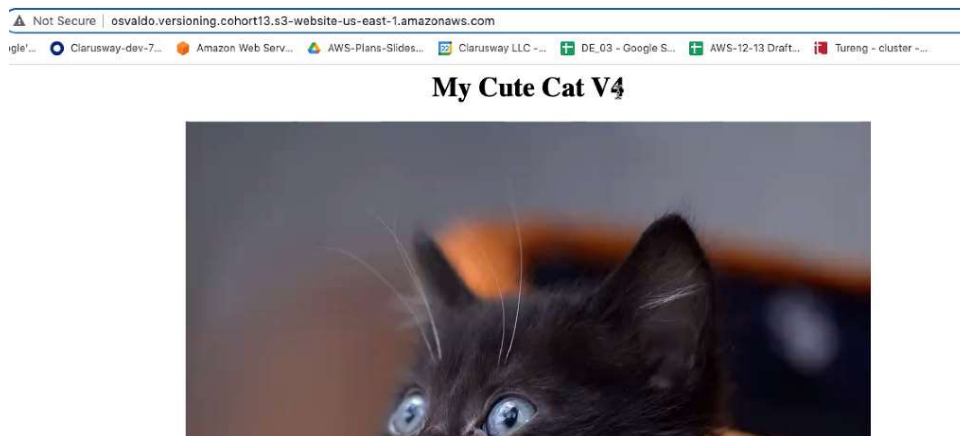 Not Secure osvaldo.versioning.cohort13.s3-website-us-east-1.amazonaws.com
gle'... Clarusway-dev-7... Amazon Web Serv... AWS-Plans-Slides... Clarusway LLC -... DE_03 - Google S... AWS-12-13 Draft... Tureng - cluster -...
My Cute Cat V4